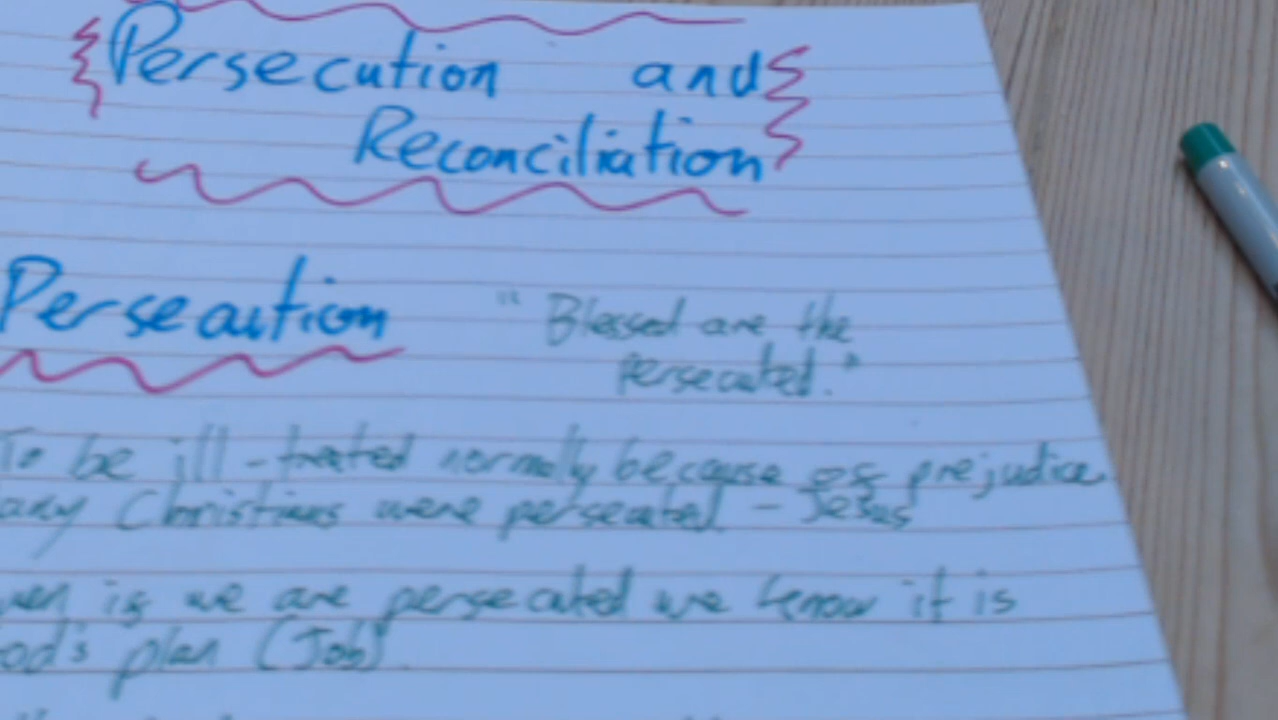 Persecution and
Reconciliation
Persecution
"Blessed are the
persecuted."
To be ill-treated normally because of prejudice
any Christians were persecuted - Jesus
ven if we are persecuted we know it is
od's plan (Job)